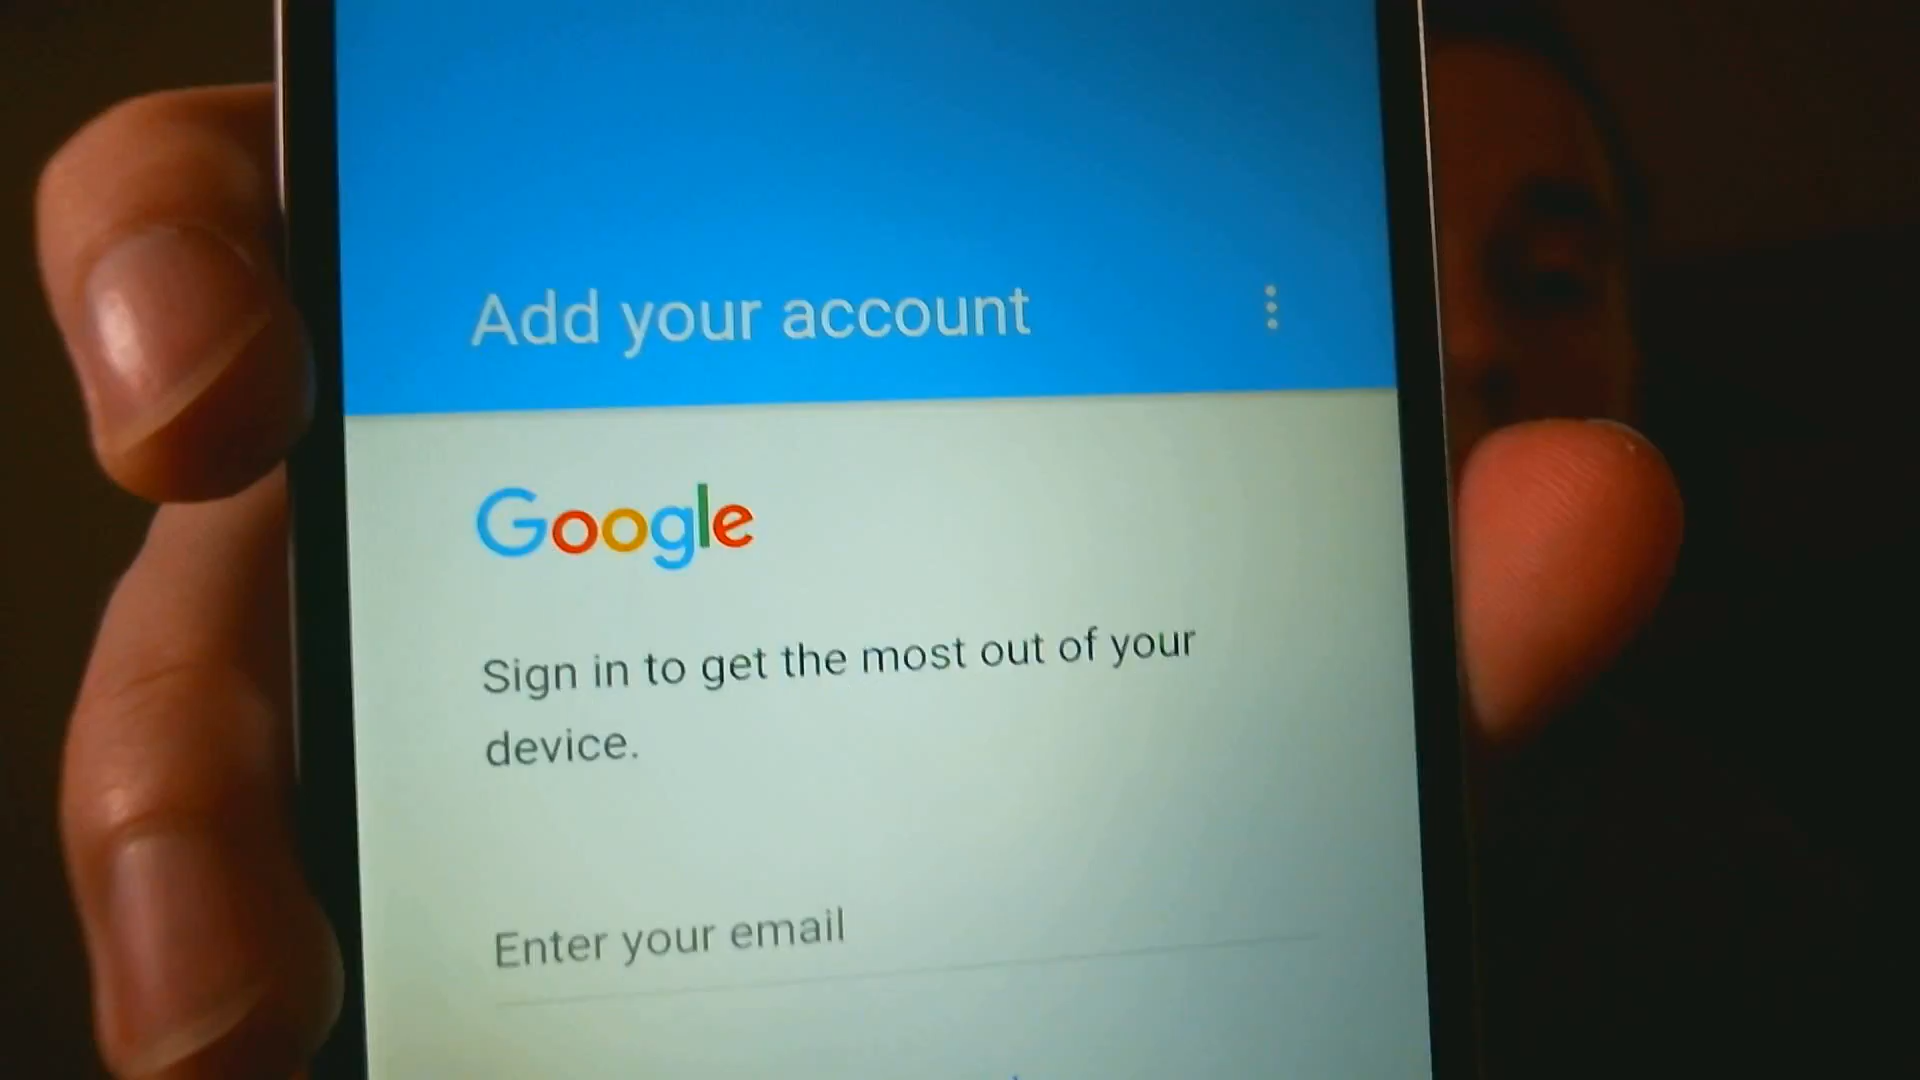 Add your account
Google
Sign in to get the most out of your
device.
Enter your email